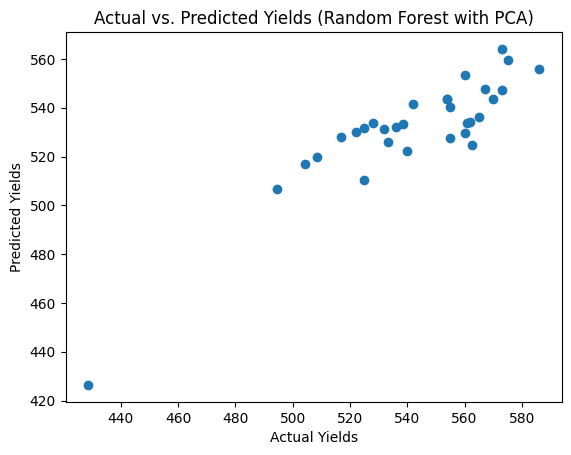 Actual vs. Predicted Yields (Random Forest with PCA)
560
540
520
500
480
460
440
420
Predicted Yields
440 460 480 500 520 540 560 580
Actual Yields